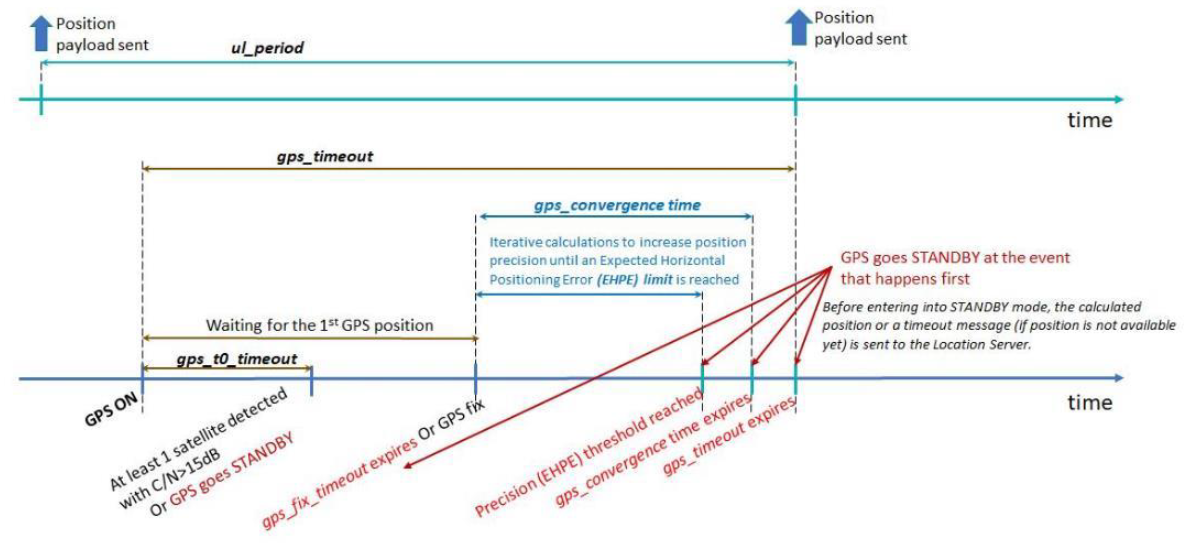 Position
payload sent
Position
payload sent
ul_period
time
gps_timeout
gps_convergence time
Iterative calculations to increase position
precision until an Expected Horizontal
Positioning Error (EHPE) limit is reached
GPS goes STANDBY at the event
that happens first
Before entering into STANDBY mode, the calculated
position or a timeout message (if position is not available
yet) is sent to the Location Server.
Waiting for the 1st GPS position
gps_t0_timeout
time
GPS ON
At least 1 satellite detected
with C/N>15dB
Or GPS goes STANDBY
gps_fix_timeout expires Or GPS fix
Precision (EHPE) threshold reached
gps_convergence time expires
gps_timeout expires